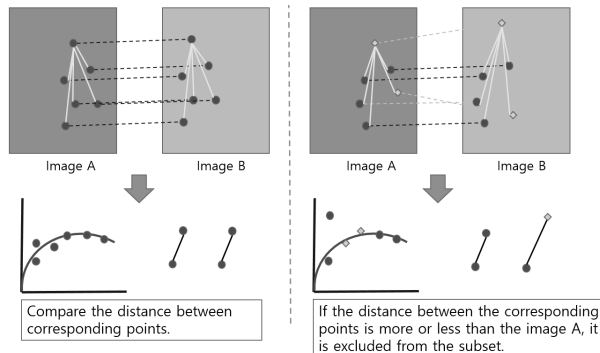 Image A
Image B
Compare the distance between
corresponding points.
Image A
Image B
If the distance between the corresponding
points is more or less than the image A, it
is excluded from the subset.